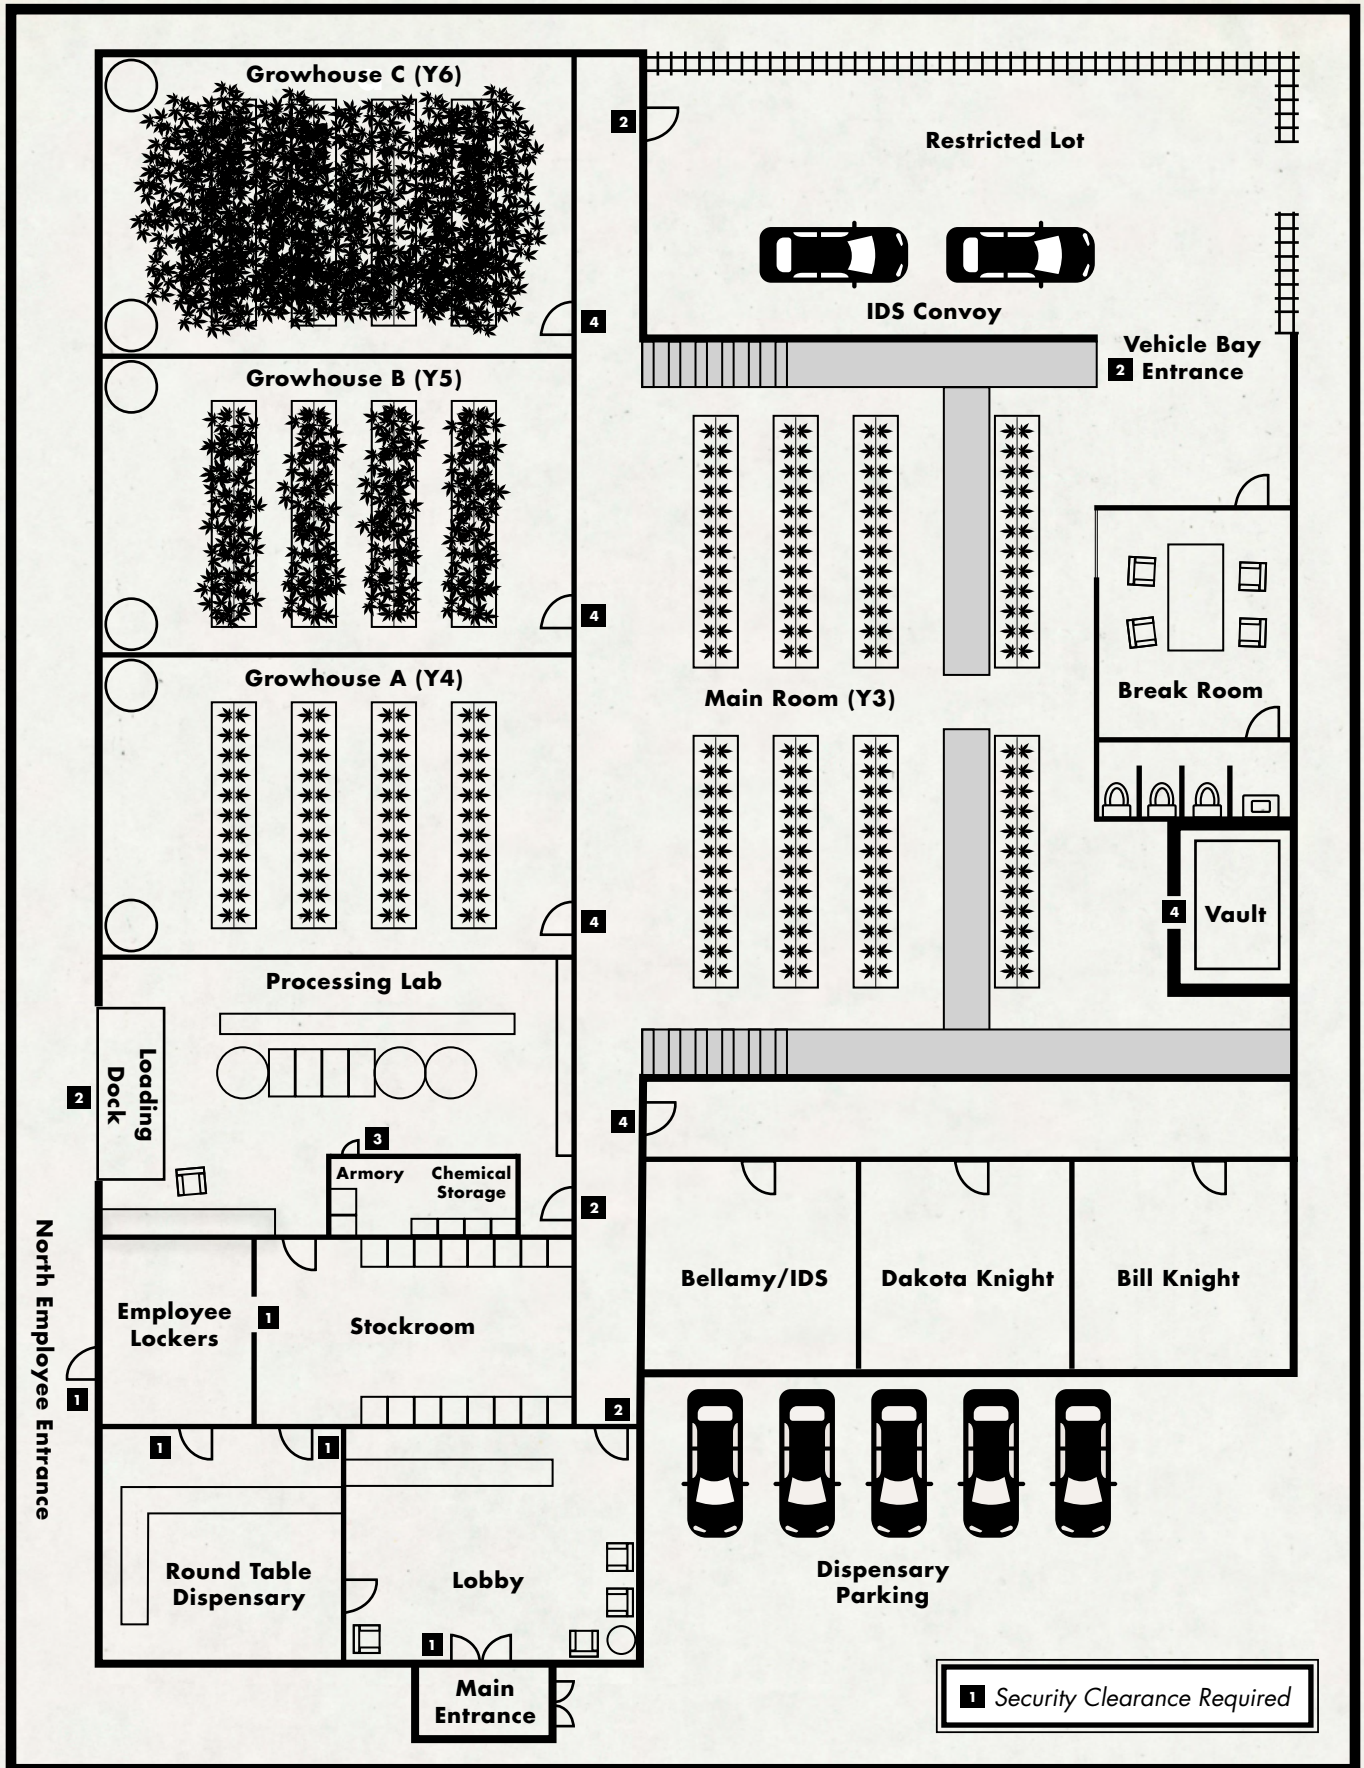 Growhouse C (Y6)
2
Restricted Lot
IDS Convoy
4
Vehicle Bay
2 Entrance
Growhouse B (Y5)
4
Growhouse A (Y4)
Main Room (Y3)
Break Room
4
4 Vault
Processing Lab
Loading
Dock
2
3
Armory
Chemical
Storage
4
2
North Employee Entrance
Bellamy/IDS
Dakota Knight
Bill Knight
Employee
Lockers
1
Stockroom
1
2
1
1
Round Table
Dispensary
Lobby
1
Dispensary
Parking
Main
Entrance
1 Security Clearance Required